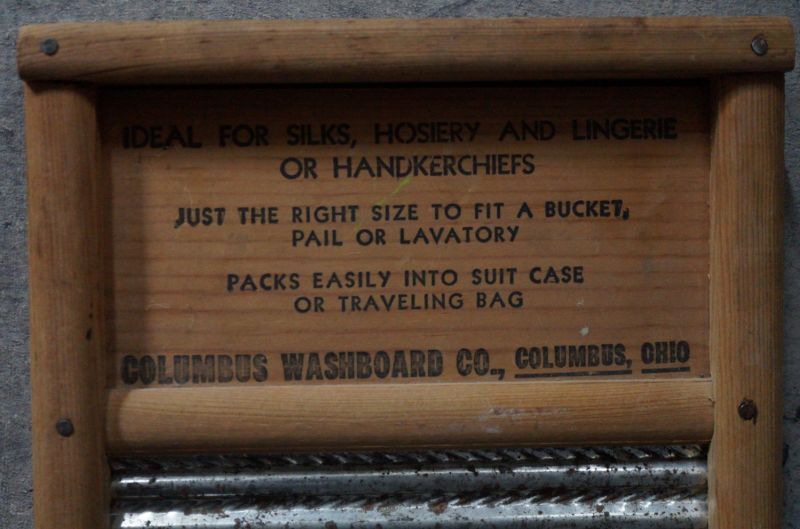 IDEAL FOR SILKS, HOSIERY AND LINGERIE
OR HANDKERCHIEFS
JUST THE RIGHT SIZE TO FIT A BUCKET,
PAIL OR LAVATORY
PACKS EASILY INTO SUIT CASE
OR TRAVELING BAG
COLUMBUS WASHBOARD CO., COLUMBUS, OHIO